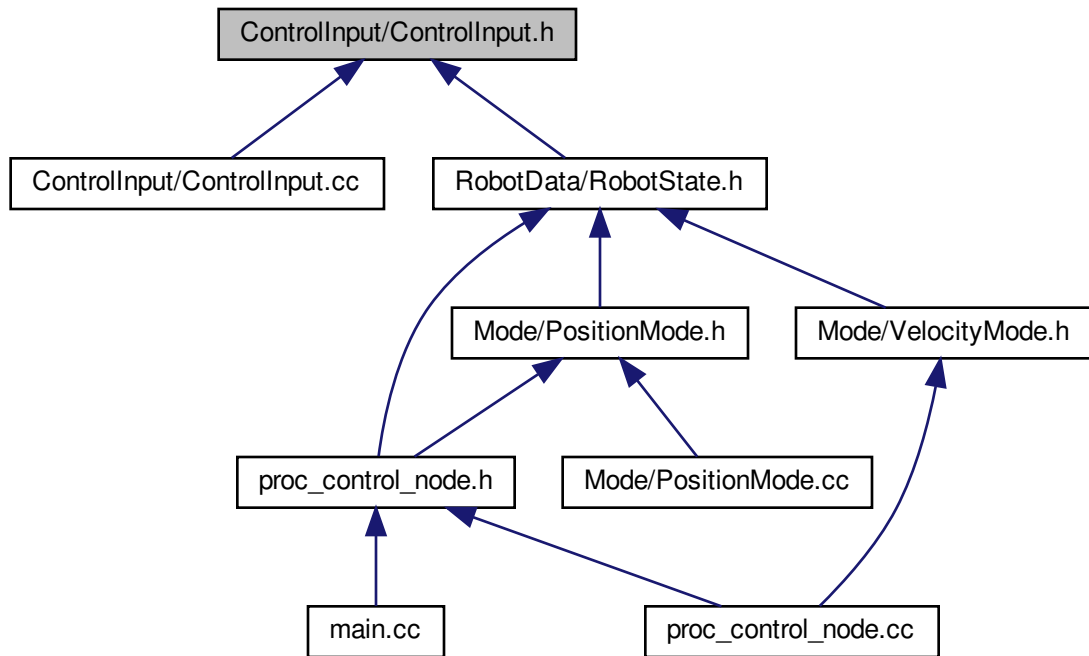 ControlInput/ControlInput.h
ControlInput/ControlInput.cc
RobotData/RobotState.h
Mode/PositionMode.h
Mode/VelocityMode.h
proc_control_node.h
Mode/PositionMode.cc
main.cc
proc_control_node.cc